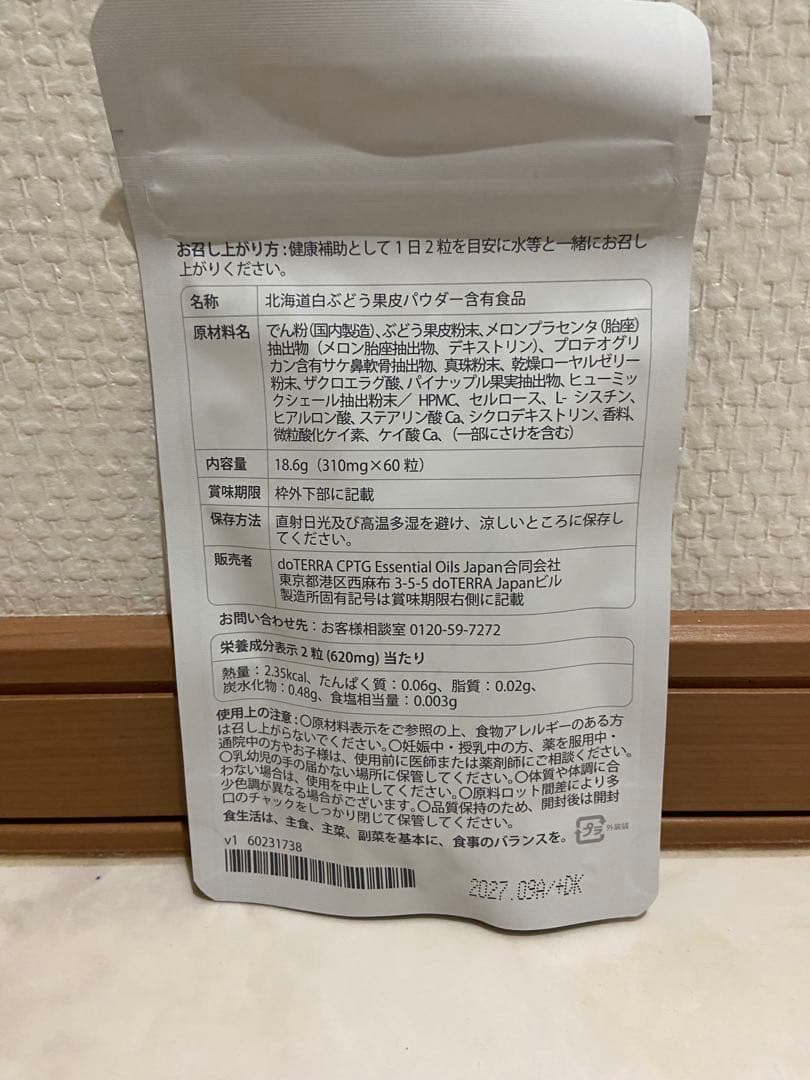 お召し上がり方：健康補助として1日2粒を目安に水等と一緒にお召し
上がりください。
名称 北海道白ぶどう果皮パウダー含有食品
原材料名 でん粉（国内製造）、ぶどう果皮粉末、メロンプラセンタ（胎座）
抽出物（メロン胎座抽出物、デキストリン）、プロテオグリ
カン含有サケ鼻軟骨抽出物、真珠粉末、乾燥ローヤルゼリー
粉末、ザクロエラグ酸、パイナップル果実抽出物、ヒューミッ
クシェール抽出粉末／HPMC、セルロース、L-シスチン、
ヒアルロン酸、ステアリン酸Ca、シクロデキストリン、香料、
微粒酸化ケイ素、ケイ酸Ca、（一部にさけを含む）
内容量 18.6g（310mg×60粒）
賞味期限 枠外下部に記載
保存方法 直射日光及び高温多湿を避け、涼しいところに保存し
てください。
販売者 doTERRA CPTG Essential Oils Japan合同会社
東京都港区西麻布 3-5-5 doTERRA Japanビル
製造所固有記号は賞味期限右側に記載
お問い合わせ先：お客様相談室 0120-59-7272
栄養成分表示2粒(620mg)当たり
熱量：2.35kcal、たんぱく質：0.06g、脂質：0.02g、
炭水化物：0.48g、食塩相当量：0.003g
使用上の注意：〇原材料表示をご参照の上、食物アレルギーのある方
は召し上がらないでください。〇妊娠中・授乳中の方、薬を服用中・
通院中の方やお子様は、使用前に医師または薬剤師にご相談ください。
〇乳幼児の手の届かない場所に保管してください。〇体質や体調に合
わない場合は、使用を中止してください。〇原料ロット間差により多
少色調が異なる場合がございます。〇品質保持のため、開封後は開封
口のチャックをしっかり閉じて保管してください。
食生活は、主食、主菜、副菜を基本に、食事のバランスを。
プラ 外装袋
v1 60231738
2027.09A/+DK